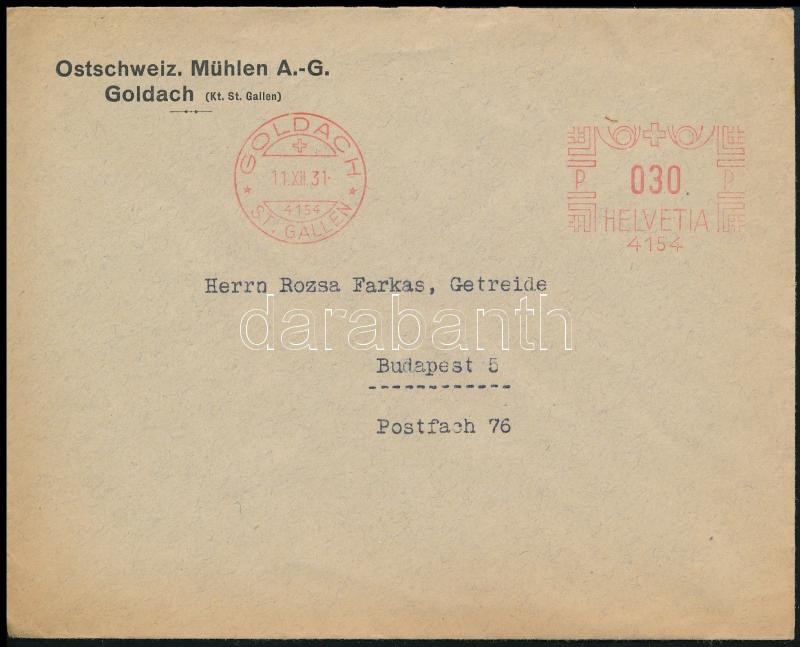 Ostschweiz. Mühlen A.-G.
Goldach (Kt. St. Gallen)
GOLDACH
11.XII.31-
4154
ST. GALLEN
P 030 P
HELVETIA
4154
Herrn Rozsa Farkas, Getreide
darabanth
Budapest 5
Postfach 76